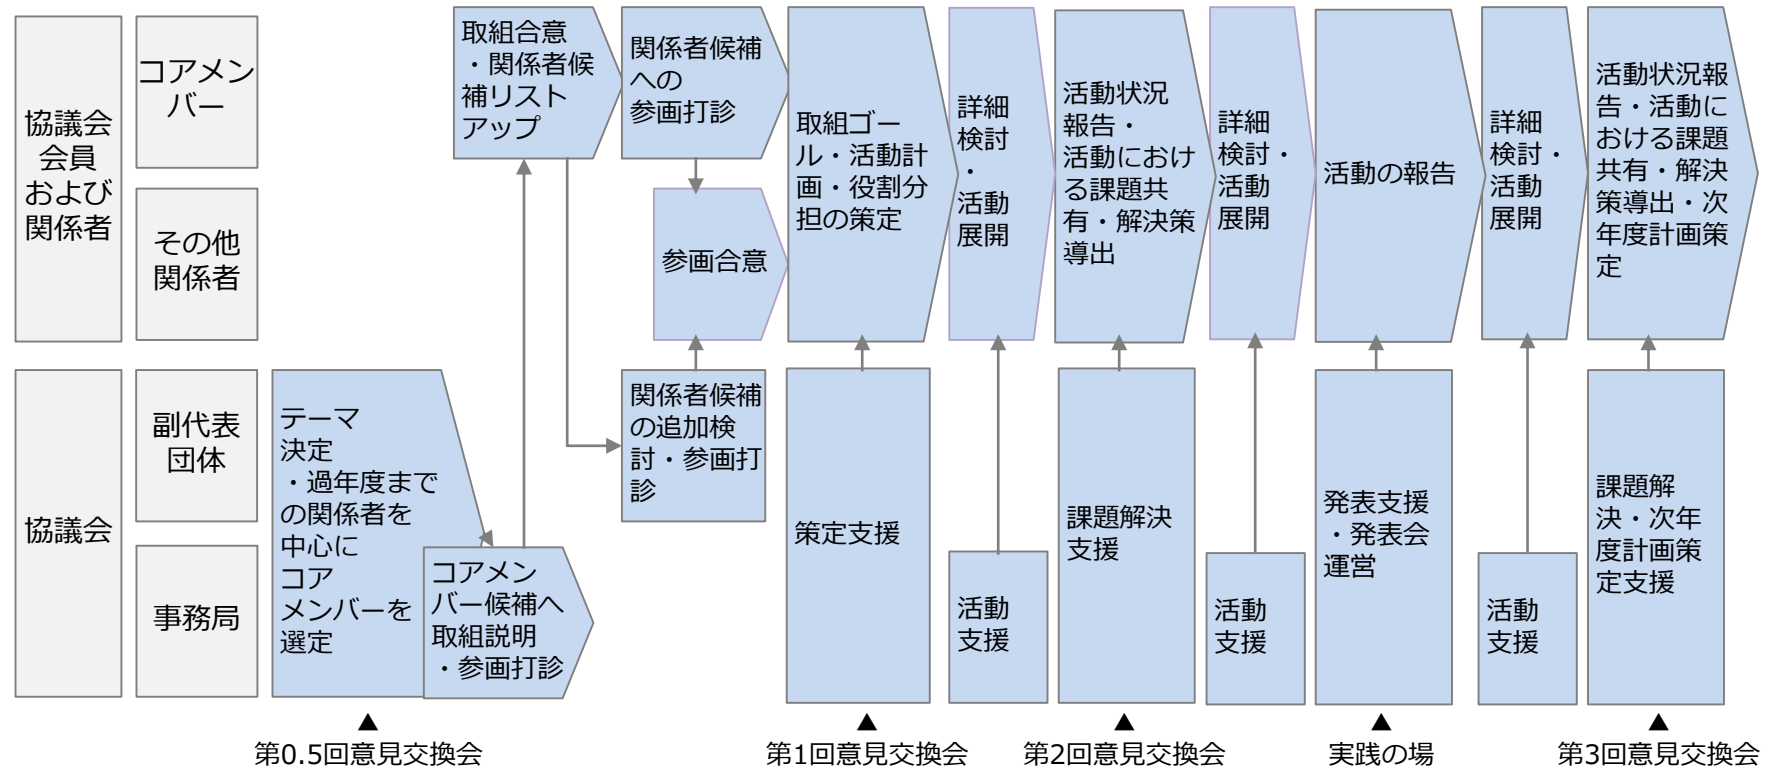 協議会
会員
および
関係者
コアメン
バー
その他
関係者
取組合意
・関係者候
補リスト
アップ
関係者候補
への
参画打診
参画合意
取組ゴー
ル・活動計
画・役割分
担の策定
詳細
検討
・
活動
展開
活動状況
報告・
活動におけ
る課題共
有・解決策
導出
詳細
検討・
活動
展開
活動の報告
詳細
検討・
活動
展開
活動状況報
告・活動に
おける課題
共有・解決
策導出・次
年度計画策
定
協議会
副代表
団体
事務局
テーマ
決定
・過年度まで
の関係者を
中心に
コア
メンバーを
選定
コアメン
バー候補へ
取組説明
・参画打診
関係者候補
の追加検
討・参画打
診
策定支援
活動
支援
課題解決
支援
活動
支援
発表支援
・発表会
運営
活動
支援
課題解
決・次年
度計画策
定支援
▲
第0.5回意見交換会
▲
第1回意見交換会
▲
第2回意見交換会
▲
実践の場
▲
第3回意見交換会